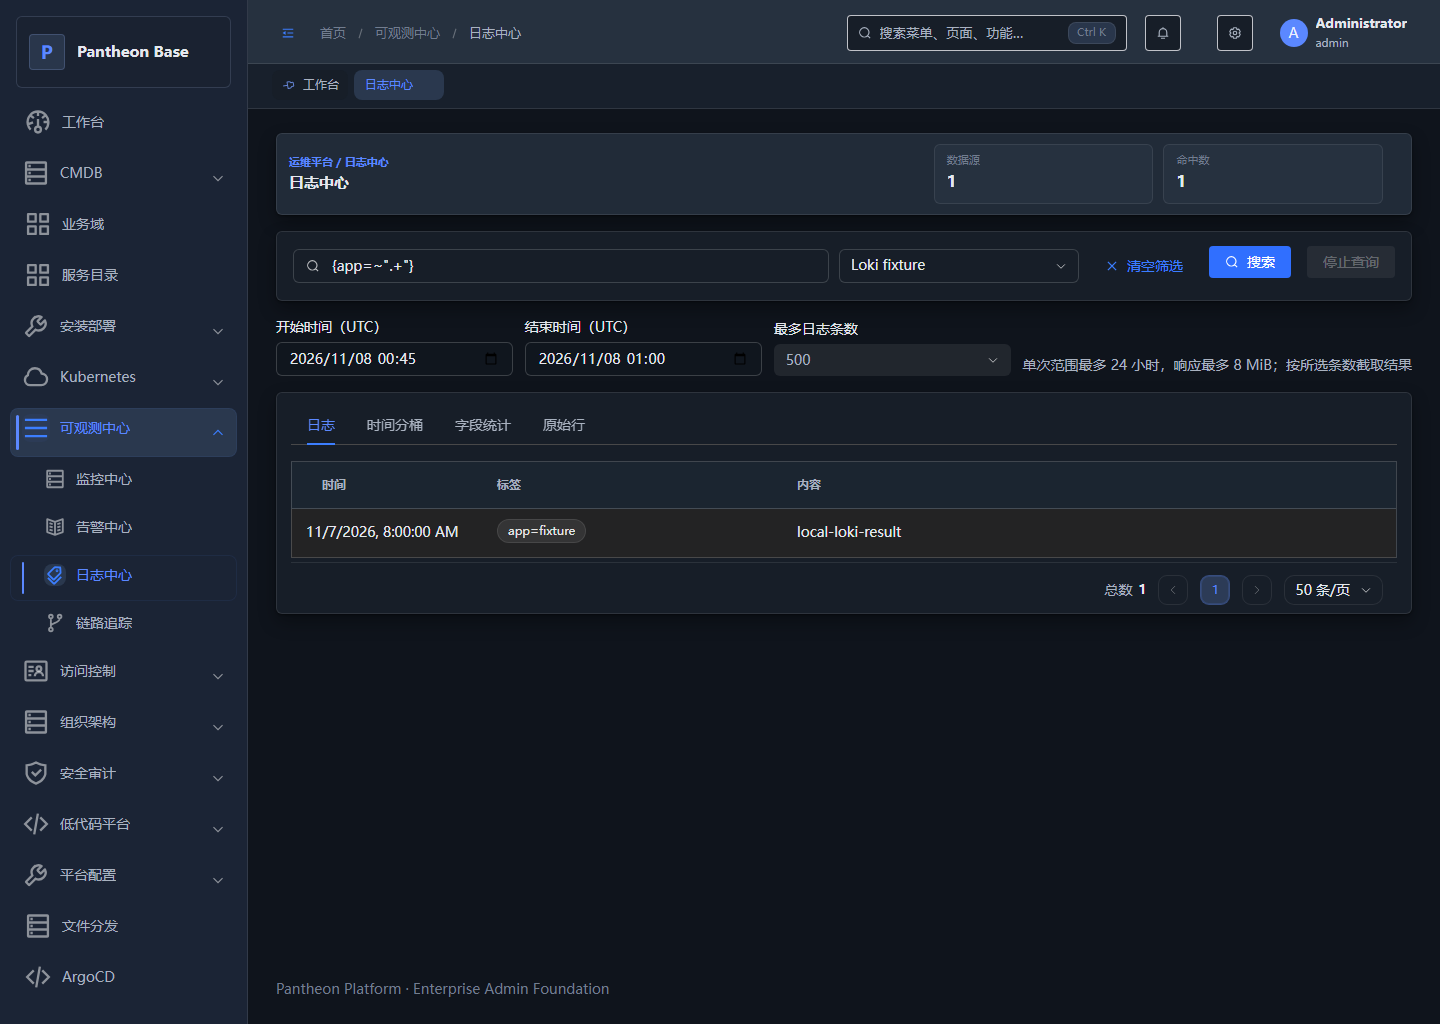 P Pantheon Base
工作台
CMDB
业务域
服务目录
安装部署
Kubernetes
可观测中心
监控中心
告警中心
日志中心
链路追踪
访问控制
组织架构
安全审计
低代码平台
平台配置
文件分发
ArgoCD
首页 / 可观测中心 / 日志中心
搜索菜单、页面、功能... Ctrl K
A Administrator
admin
工作台 日志中心
运维平台 / 日志中心
日志中心
数据源
1
命中数
1
{app=~".+"}
Loki fixture
清空筛选
搜索
停止查询
开始时间（UTC）
2026/11/08 00:45
结束时间（UTC）
2026/11/08 01:00
最多日志条数
500
单次范围最多 24 小时，响应最多 8 MiB；按所选条数截取结果
日志 时间分桶 字段统计 原始行
时间 标签 内容
11/7/2026, 8:00:00 AM app=fixture local-loki-result
总数 1 1 50 条/页
Pantheon Platform · Enterprise Admin Foundation